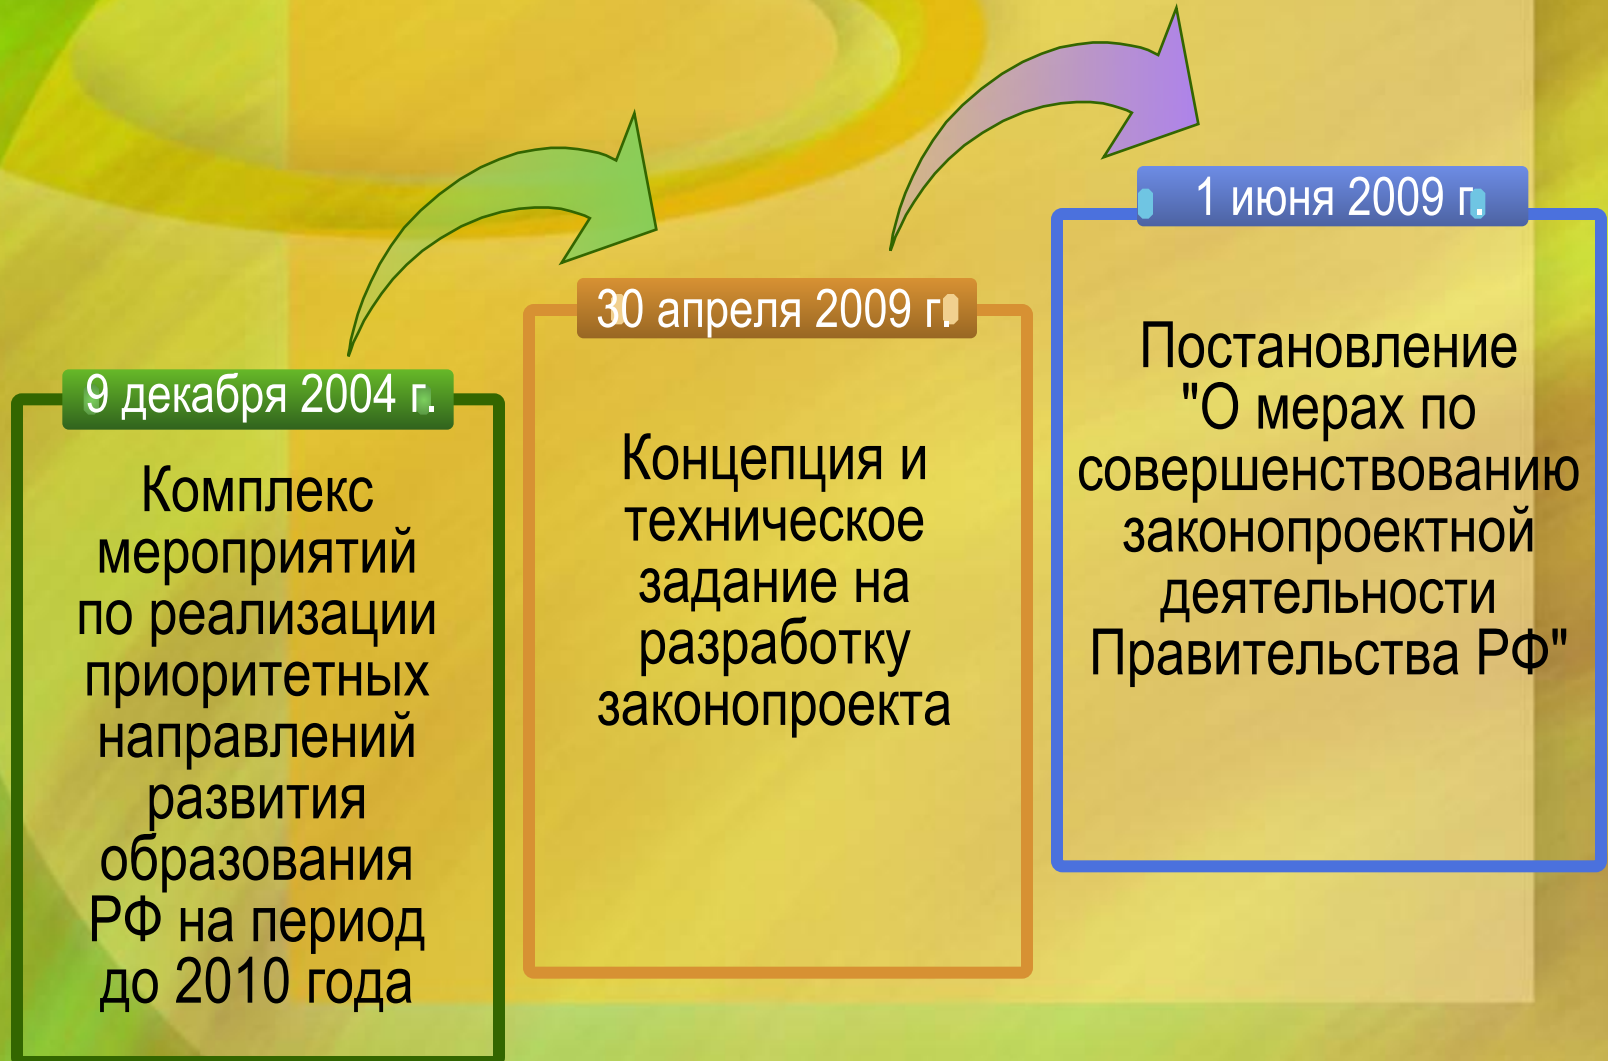 9 декабря 2004 г.
Комплекс
мероприятий
по реализации
приоритетных
направлений
развития
образования
РФ на период
до 2010 года
30 апреля 2009 г.
Концепция и
техническое
задание на
разработку
законопроекта
1 июня 2009 г.
Постановление
"О мерах по
совершенствованию
законопроектной
деятельности
Правительства РФ"